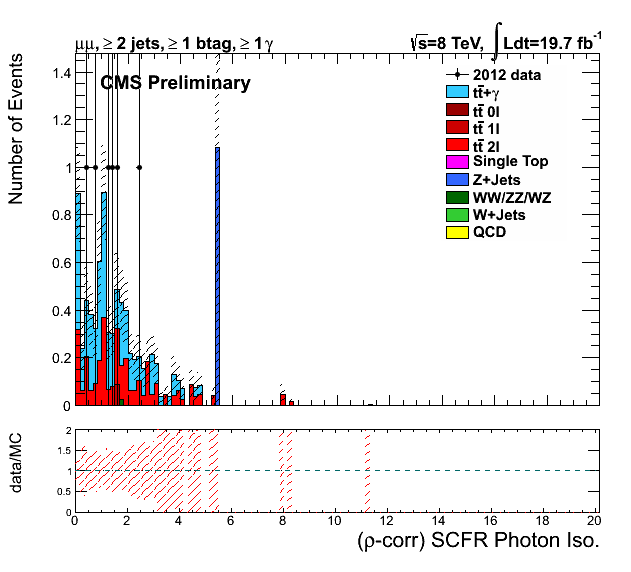 μμ, ≥ 2 jets, ≥ 1 btag, ≥ 1 γ
√s=8 TeV, ∫ Ldt=19.7 fb⁻¹
CMS Preliminary
2012 data
tt̄+γ
tt̄ 0l
tt̄ 1l
tt̄ 2l
Single Top
Z+Jets
WW/ZZ/WZ
W+Jets
QCD
Number of Events
1.4
1.2
1
0.8
0.6
0.4
0.2
0
data/MC
2
1.5
1
0.5
0
0 2 4 6 8 10 12 14 16 18 20
(ρ-corr) SCFR Photon Iso.